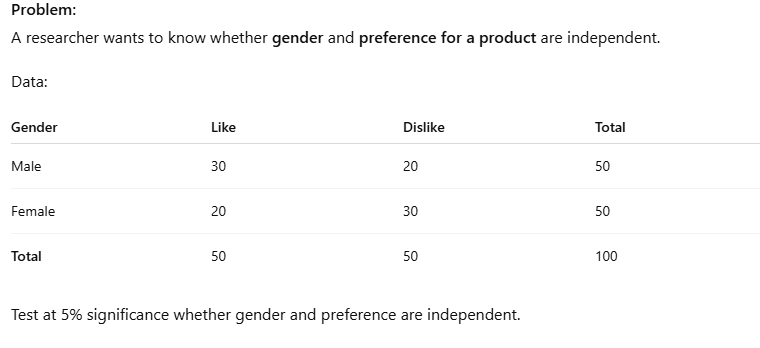 Problem:
A researcher wants to know whether gender and preference for a product are independent.
Data:
Gender Like Dislike Total
Male 30 20 50
Female 20 30 50
Total 50 50 100
Test at 5% significance whether gender and preference are independent.